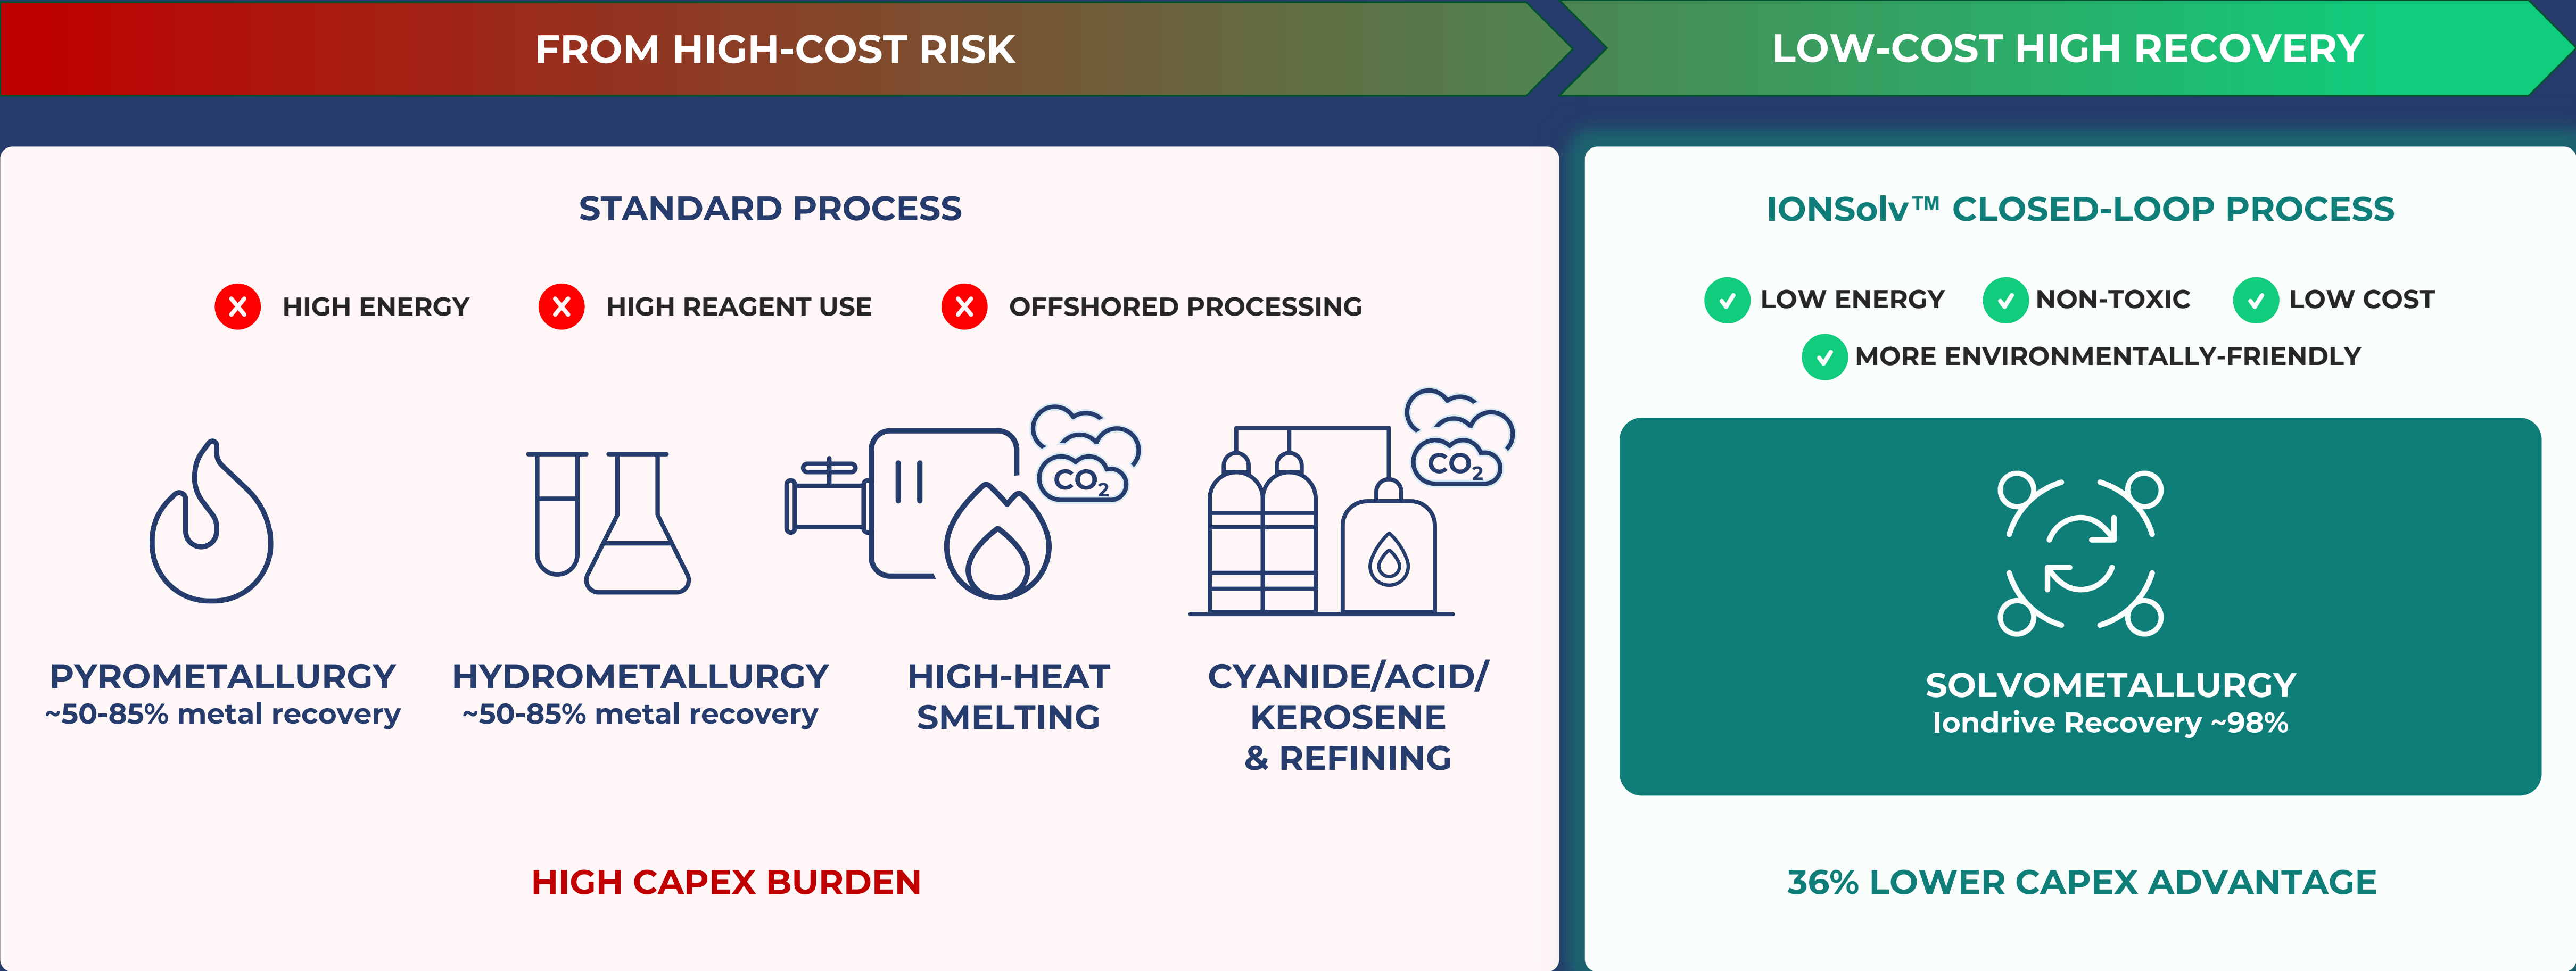 FROM HIGH-COST RISK
LOW-COST HIGH RECOVERY
STANDARD PROCESS
HIGH ENERGY
HIGH REAGENT USE
OFFSHORED PROCESSING
CO₂
CO₂
PYROMETALLURGY
~50-85% metal recovery
HYDROMETALLURGY
~50-85% metal recovery
HIGH-HEAT
SMELTING
CYANIDE/ACID/
KEROSENE
& REFINING
HIGH CAPEX BURDEN
IONSolv™ CLOSED-LOOP PROCESS
LOW ENERGY
NON-TOXIC
LOW COST
MORE ENVIRONMENTALLY-FRIENDLY
SOLVOMETALLURGY
Iondrive Recovery ~98%
36% LOWER CAPEX ADVANTAGE